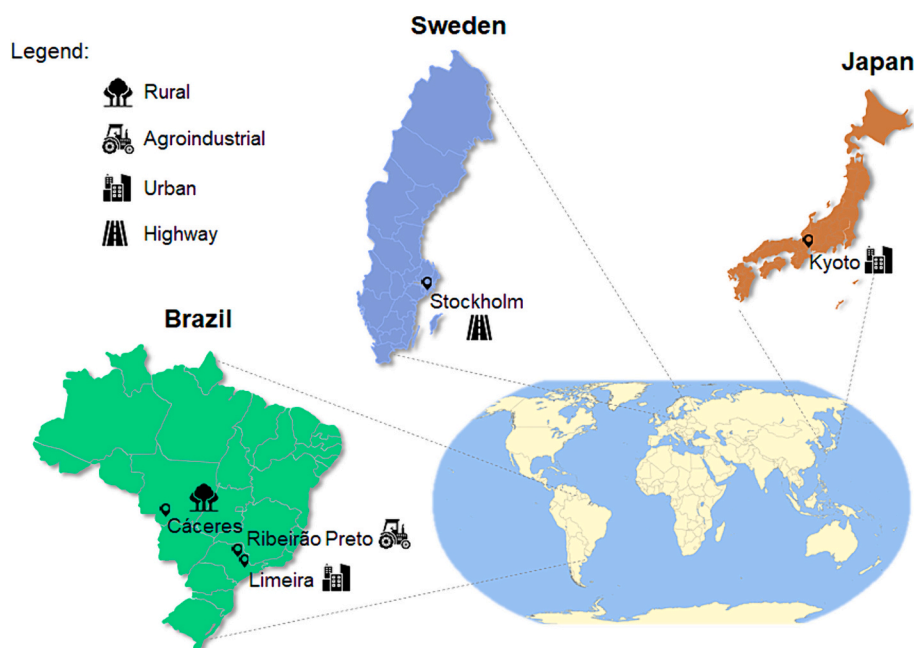 Sweden
Legend:
Japan
Rural
Agroindustrial
Urban
Highway
Kyoto
Stockholm
Brazil
Cáceres
Ribeirão Preto
Limeira